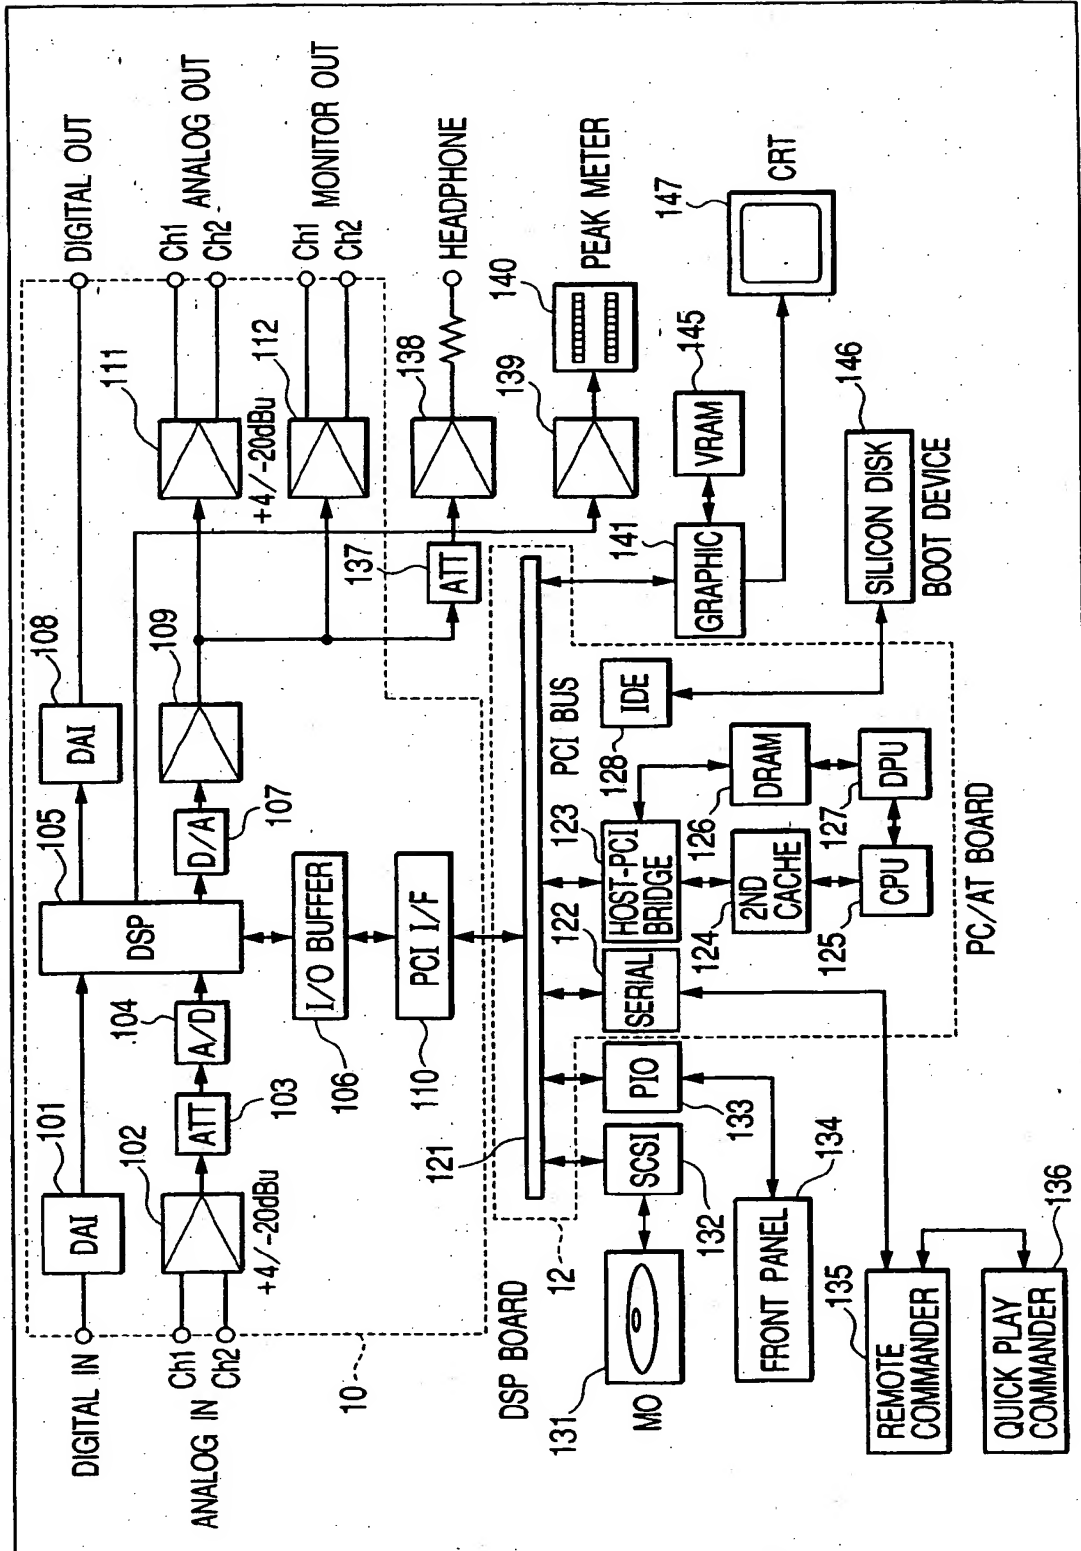 DIGITAL IN
101
DAI
105
108
DAI
DIGITAL OUT
DSP
ANALOG IN
Ch1
Ch2
102
+4/-20dBu
ATT
103
104
A/D
D/A
107
109
111
+4/-20dBu
Ch1
Ch2
ANALOG OUT
112
Ch1
Ch2
MONITOR OUT
10
I/O BUFFER
106
PCI I/F
110
137
ATT
138
HEADPHONE
139
140
PEAK METER
DSP BOARD
12
121
PCI BUS
131
MO
SCSI
132
PIO
133
122
SERIAL
123
HOST-PCI
BRIDGE
128
IDE
141
GRAPHIC
145
VRAM
147
CRT
124
2ND
CACHE
126
DRAM
125
CPU
127
DPU
PC/AT BOARD
146
SILICON DISK
BOOT DEVICE
134
FRONT PANEL
135
REMOTE
COMMANDER
136
QUICK PLAY
COMMANDER